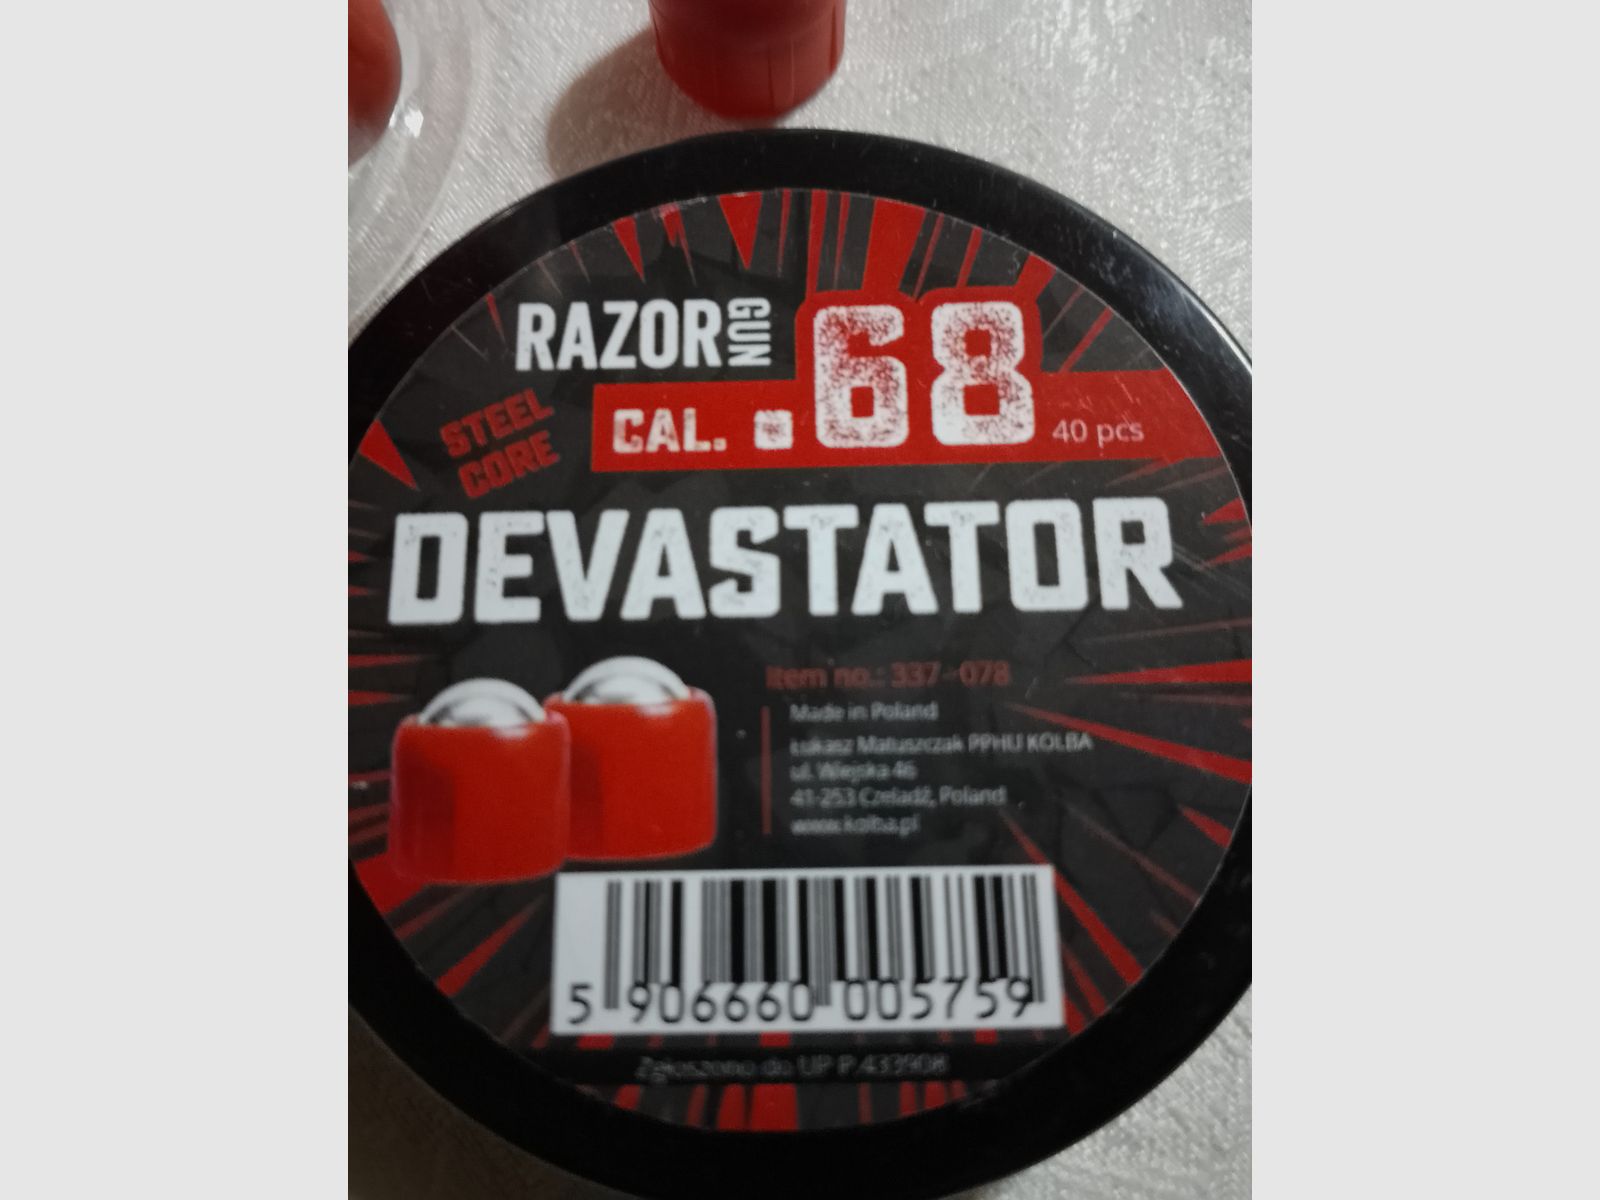 RAZOR GUN
CAL. .68 40 pcs
STEEL
CORE
DEVASTATOR
Item no.: 337-078
Made in Poland
Łukasz Matuszczak PPHU KOLBA
ul. Wiejska 46
41-253 Czeladź, Poland
www.kolba.pl
5 906660 005759
Zgłoszono do UP P.433908